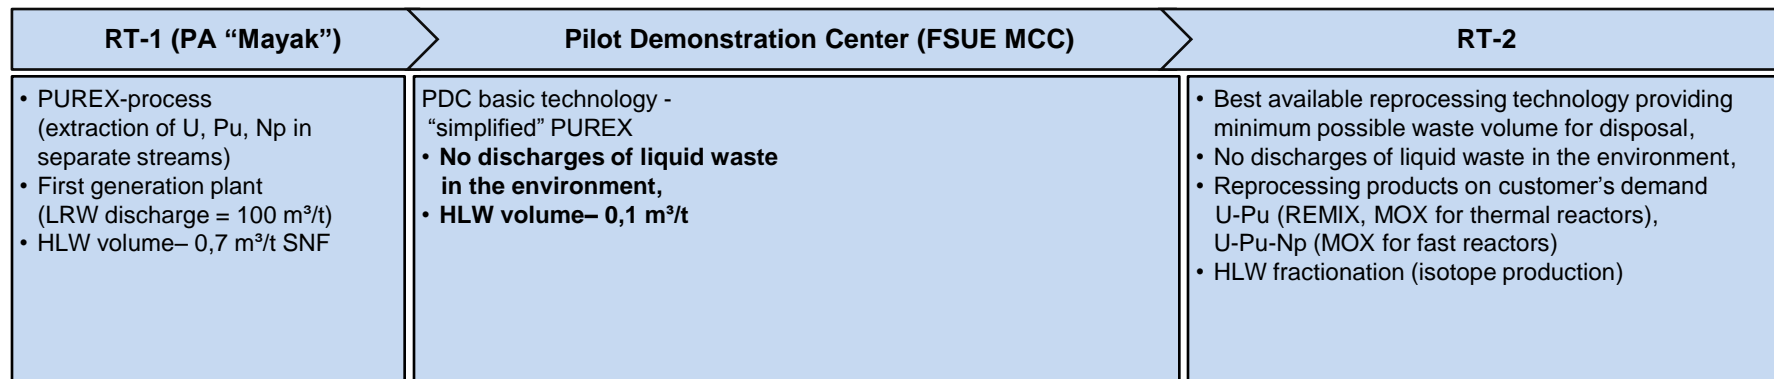 RT-1 (PA “Mayak”)
Pilot Demonstration Center (FSUE MCC)
RT-2
• PUREX-process
(extraction of U, Pu, Np in
separate streams)
• First generation plant
(LRW discharge = 100 m³/t)
• HLW volume– 0,7 m³/t SNF
PDC basic technology -
“simplified” PUREX
• No discharges of liquid waste
in the environment,
• HLW volume– 0,1 m³/t
• Best available reprocessing technology providing
minimum possible waste volume for disposal,
• No discharges of liquid waste in the environment,
• Reprocessing products on customer’s demand
U-Pu (REMIX, MOX for thermal reactors),
U-Pu-Np (MOX for fast reactors)
• HLW fractionation (isotope production)